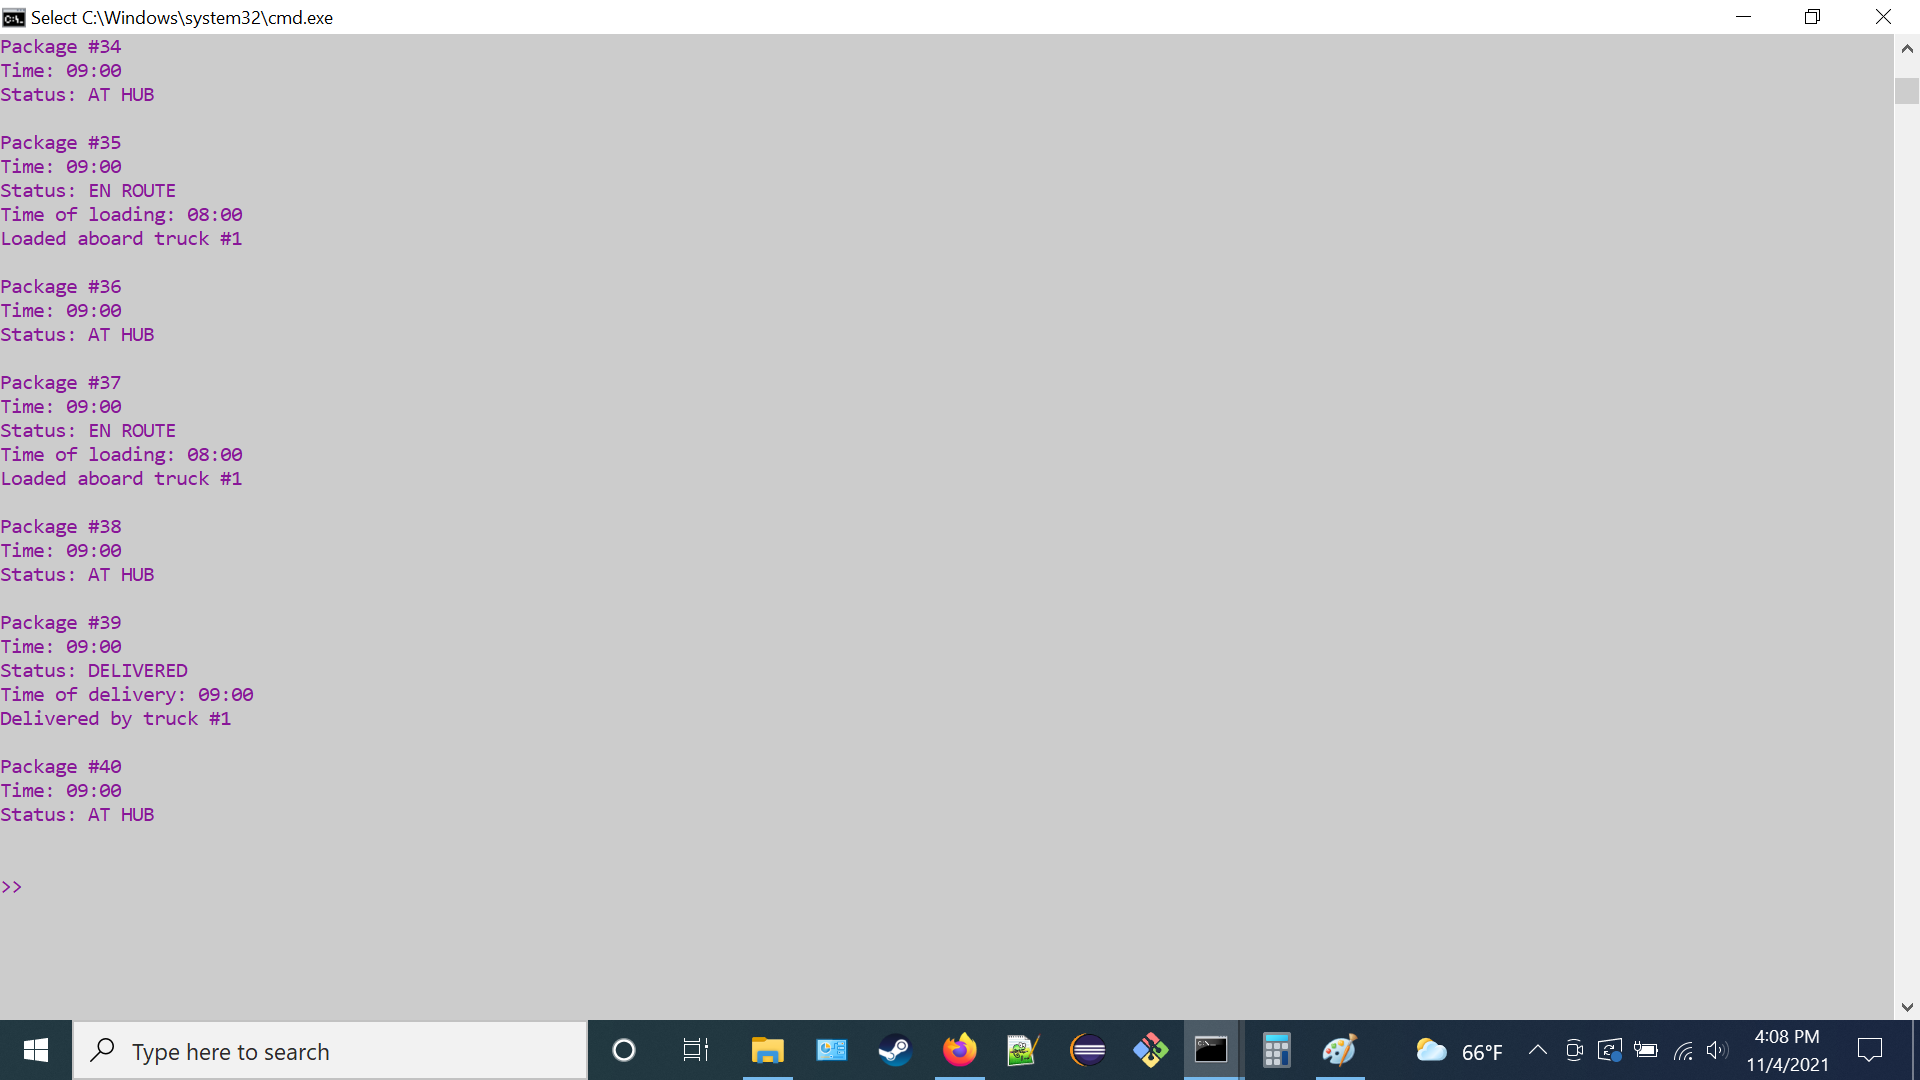 Select C:\Windows\system32\cmd.exe
Package #34
Time: 09:00
Status: AT HUB
Package #35
Time: 09:00
Status: EN ROUTE
Time of loading: 08:00
Loaded aboard truck #1
Package #36
Time: 09:00
Status: AT HUB
Package #37
Time: 09:00
Status: EN ROUTE
Time of loading: 08:00
Loaded aboard truck #1
Package #38
Time: 09:00
Status: AT HUB
Package #39
Time: 09:00
Status: DELIVERED
Time of delivery: 09:00
Delivered by truck #1
Package #40
Time: 09:00
Status: AT HUB
>>
Type here to search
66°F
4:08 PM
11/4/2021